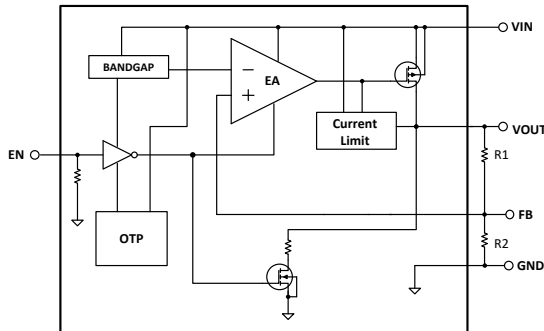 VIN
BANDGAP
−
EA
+
Current
Limit
VOUT
EN
R1
OTP
FB
R2
GND